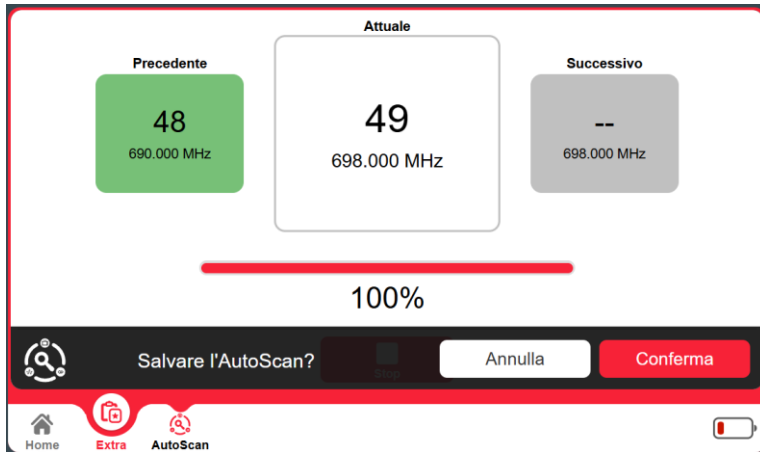 Attuale
Precedente
Successivo
48
690.000 MHz
49
698.000 MHz
--
698.000 MHz
100%
Salvare l'AutoScan?
Stop
Annulla
Conferma
Home
Extra
AutoScan